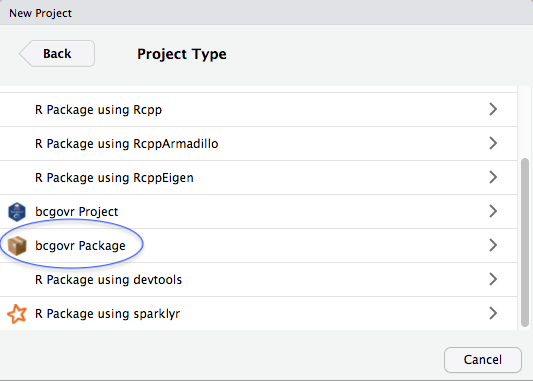 New Project
Back
Project Type
R Package using Rcpp
R Package using RcppArmadillo
R Package using RcppEigen
bcgovr Project
bcgovr Package
R Package using devtools
R Package using sparklyr
Cancel